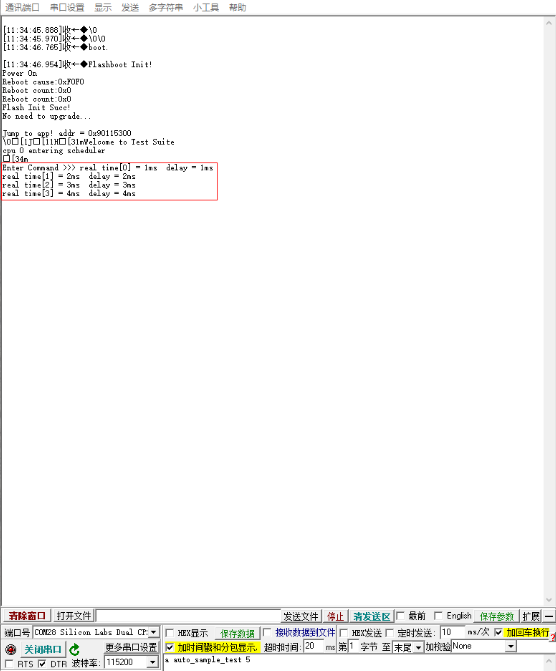 通讯端口 串口设置 显示 发送 多字符串 小工具 帮助
[11:34:45.888]收←◆\0
[11:34:45.970]收←◆\0\0
[11:34:46.765]收←◆boot.
[11:34:46.954]收←◆Flashboot Init!
Power On
Reboot cause:0xF0F0
Reboot count:0x0
Reboot count:0x0
Flash Init Succ!
No need to upgrade...
Jump to app! addr = 0x90115300
\0□[1J□[1H□[31mWelcome to Test Suite
cpu 0 entering scheduler
□[34m
Enter Command >>> real time[0] = 1ms  delay = 1ms
real time[1] = 2ms  delay = 2ms
real time[2] = 3ms  delay = 3ms
real time[3] = 4ms  delay = 4ms
清除窗口 打开文件 发送文件 停止 清发送区 最前 English 保存参数 扩展 —
端口号 COM28 Silicon Labs Dual CP HEX显示 保存数据 接收数据到文件 HEX发送 定时发送: 10 ms/次 加回车换行
关闭串口 更多串口设置 加时间戳和分包显示, 超时时间: 20 ms 第1 字节 至 末尾 加校验 None
RTS DTR 波特率: 115200 a auto_sample_test 5